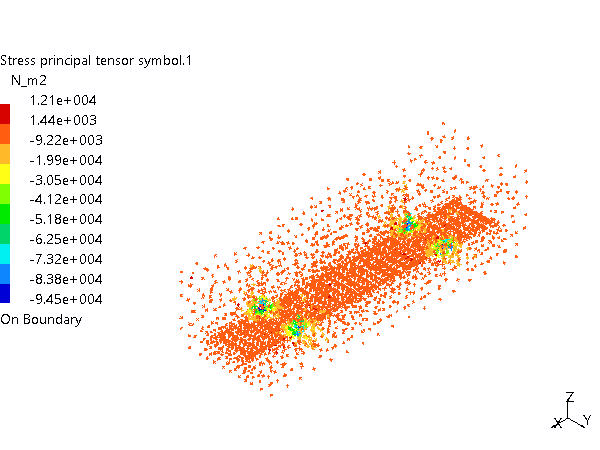 Stress principal tensor symbol.1
N_m2
1.21e+004
1.44e+003
-9.22e+003
-1.99e+004
-3.05e+004
-4.12e+004
-5.18e+004
-6.25e+004
-7.32e+004
-8.38e+004
-9.45e+004
On Boundary
Z
X Y